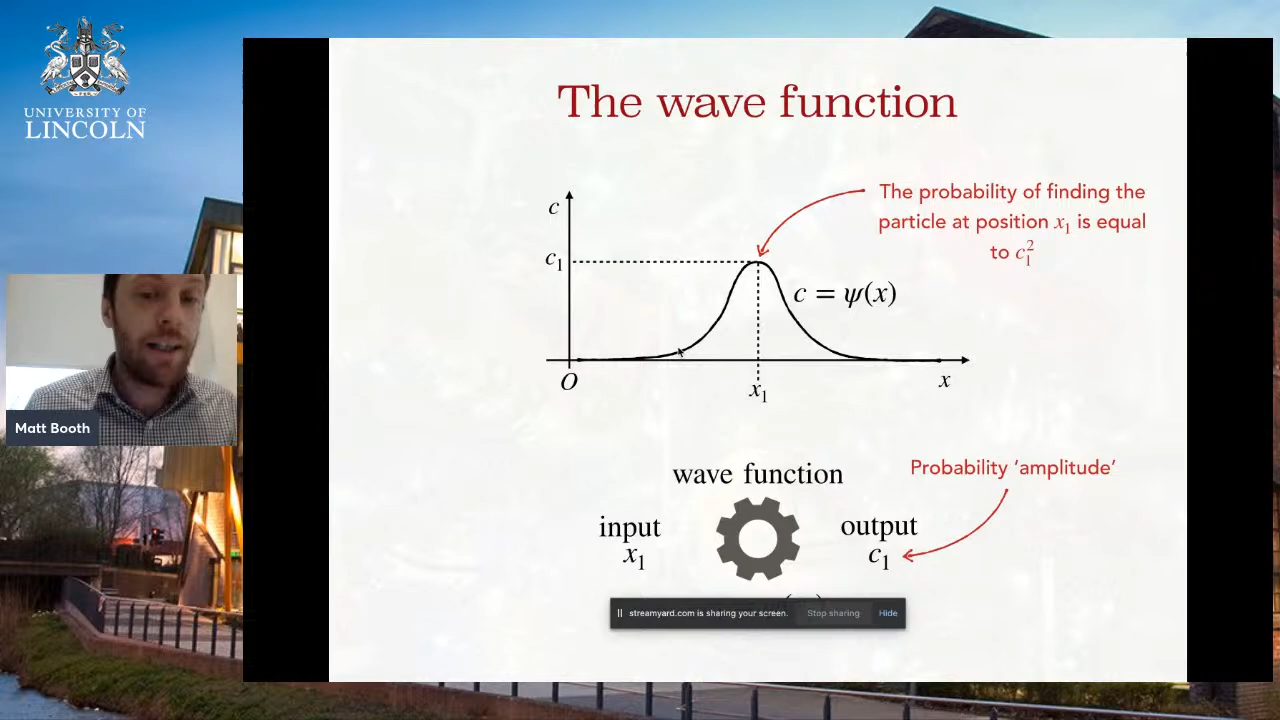 UNIVERSITY OF
LINCOLN
The wave function
c
The probability of finding the
particle at position x₁ is equal
to c₁²
c₁
c = ψ(x)
O
x₁
x
wave function
Probability ‘amplitude’
input
output
x₁
c₁
streamyard.com is sharing your screen.
Stop sharing
Hide
Matt Booth